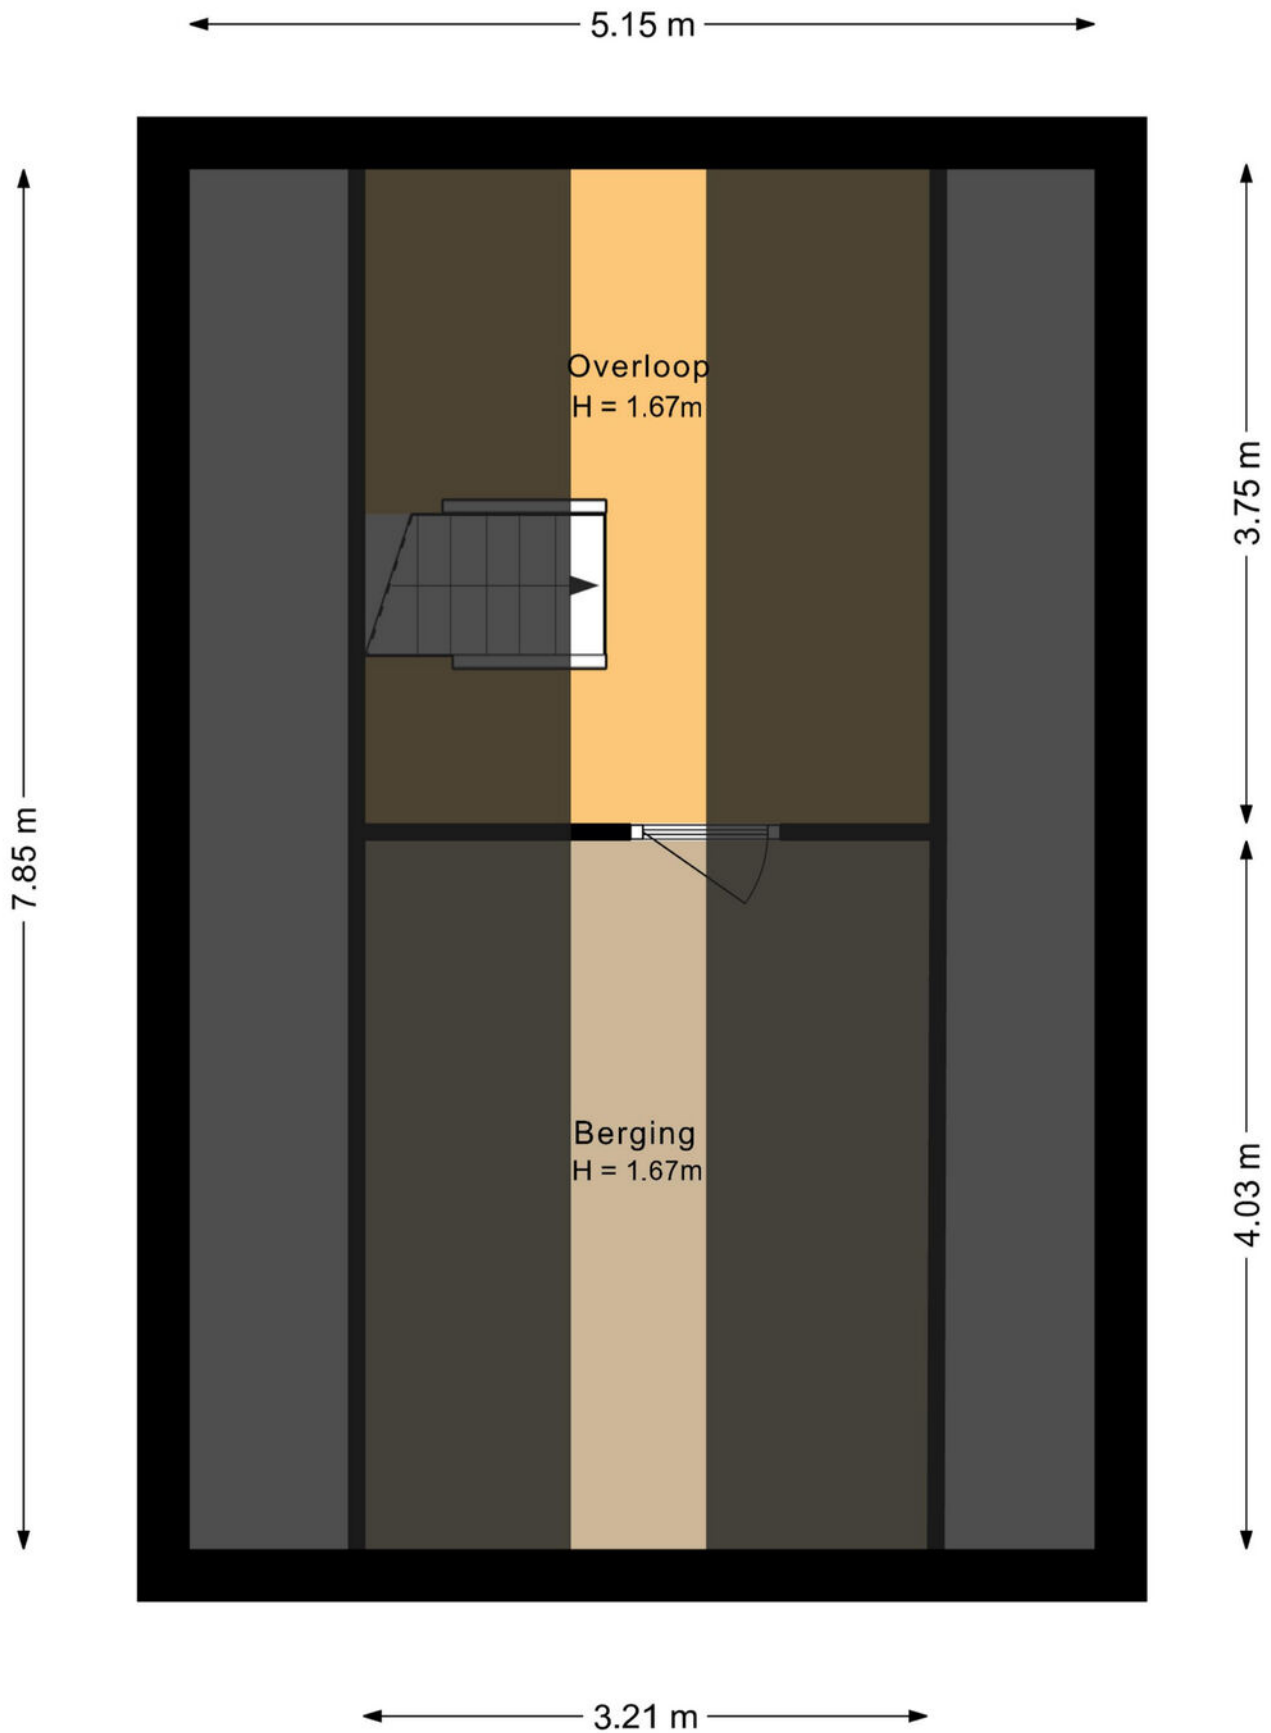 5.15 m
Overloop
H = 1.67m
3.75 m
7.85 m
Berging
H = 1.67m
4.03 m
3.21 m